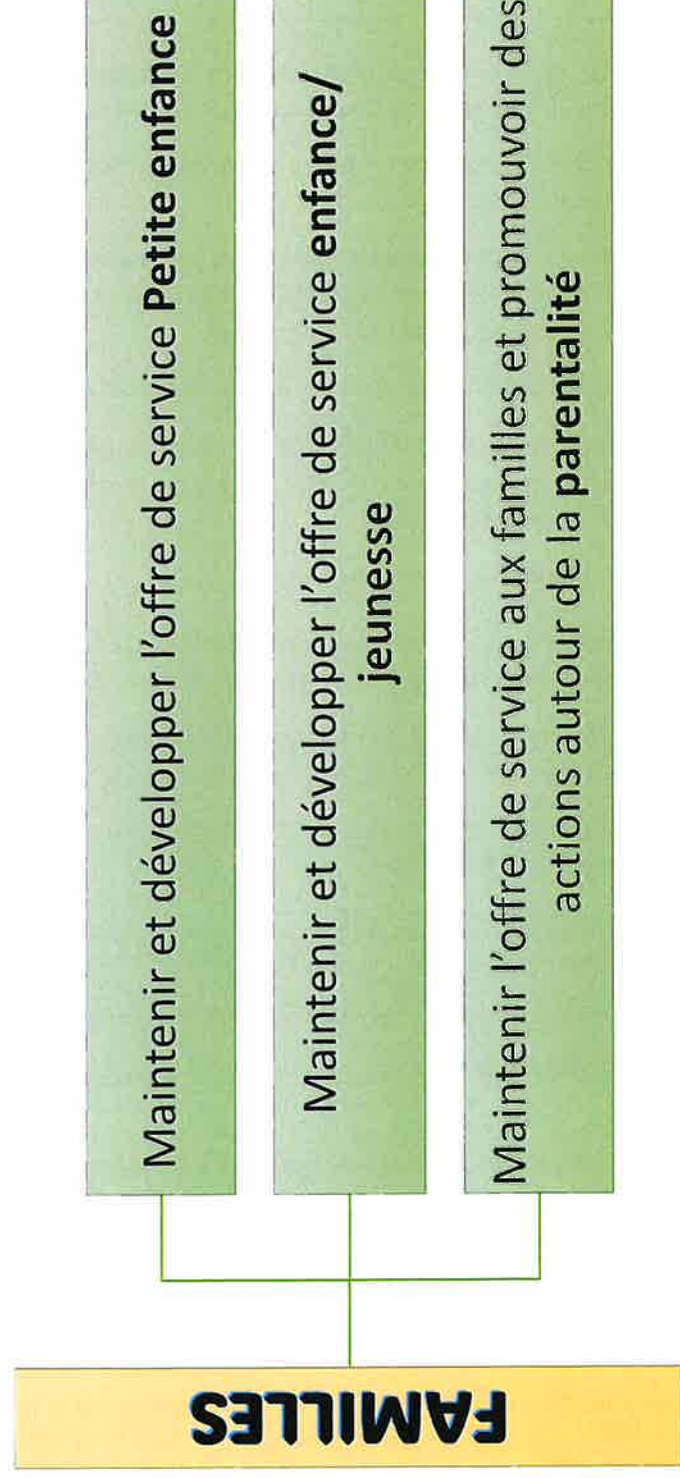 FAMILLES
Maintenir et développer l'offre de service Petite enfance
Maintenir et développer l'offre de service enfance/
jeunesse
Maintenir l'offre de service aux familles et promouvoir des
actions autour de la parentalité